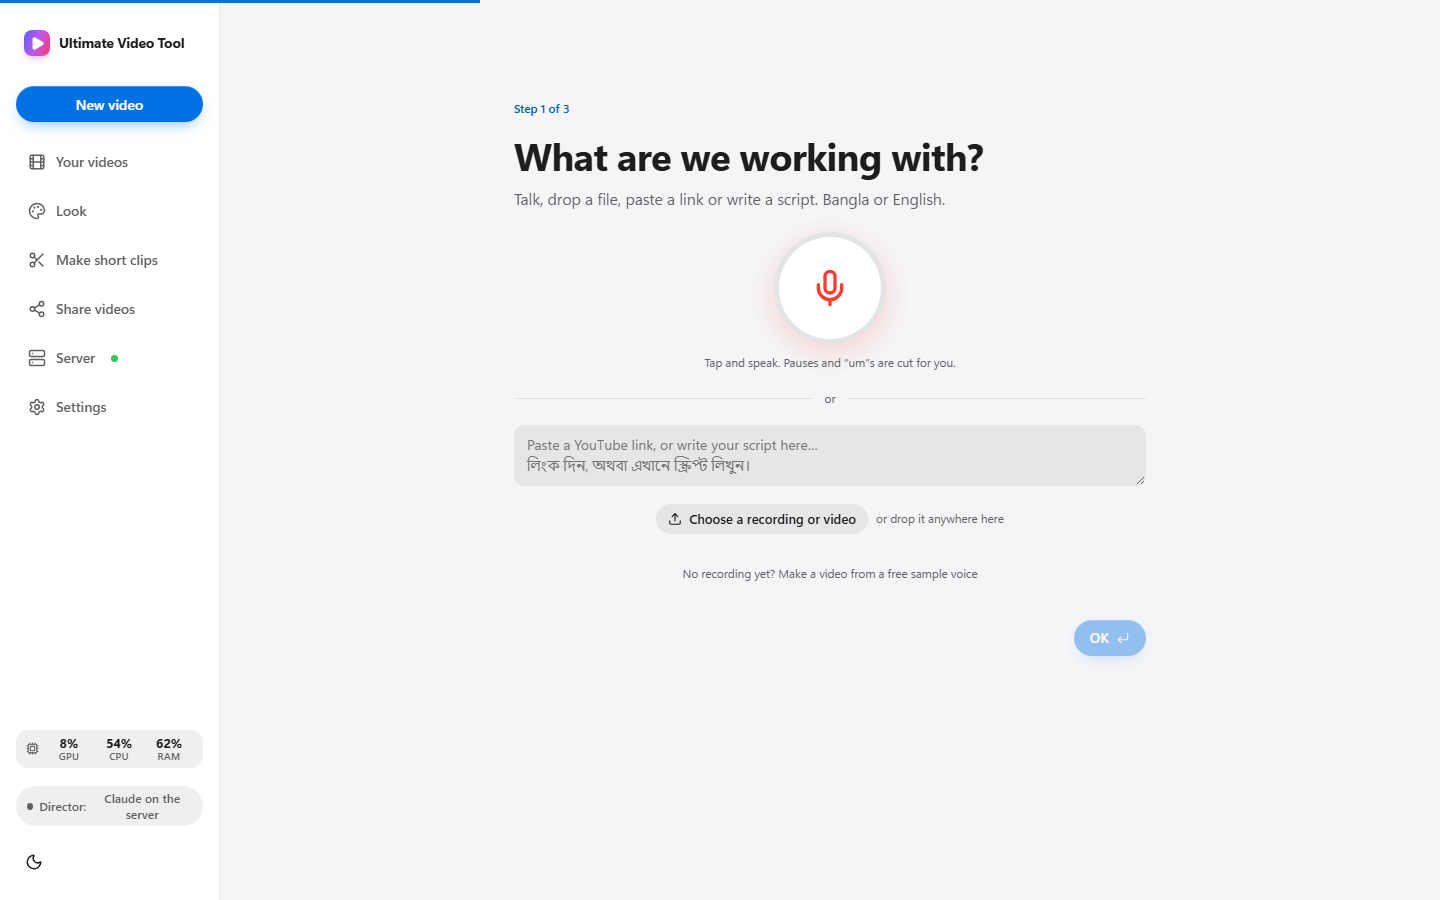 Ultimate Video Tool
New video
Your videos
Look
Make short clips
Share videos
Server
Settings
8% 54% 62%
GPU CPU RAM
Director: Claude on the
server
Step 1 of 3
What are we working with?
Talk, drop a file, paste a link or write a script. Bangla or English.
Tap and speak. Pauses and “um”s are cut for you.
or
Paste a YouTube link, or write your script here...
লিংক দিন, অথবা এখানে স্ক্রিপ্ট লিখুন।
Choose a recording or video or drop it anywhere here
No recording yet? Make a video from a free sample voice
OK